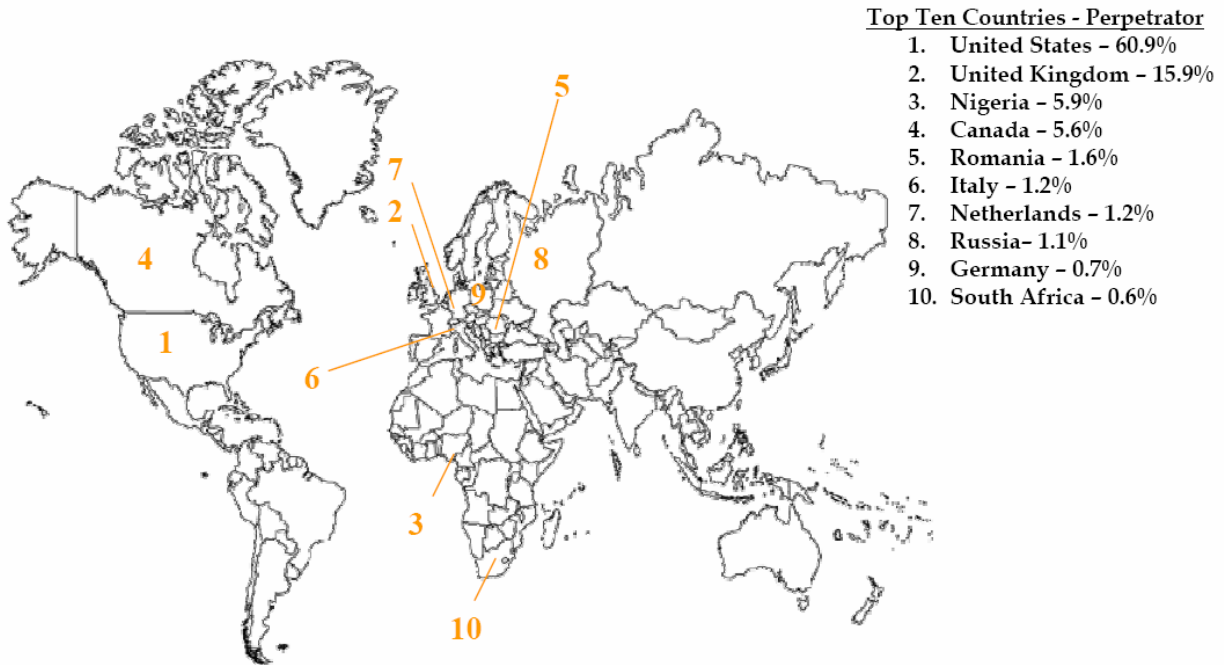 Top Ten Countries - Perpetrator
1. United States – 60.9%
2. United Kingdom – 15.9%
3. Nigeria – 5.9%
4. Canada – 5.6%
5. Romania – 1.6%
6. Italy – 1.2%
7. Netherlands – 1.2%
8. Russia– 1.1%
9. Germany – 0.7%
10. South Africa – 0.6%
5
7
2
4
8
9
1
6
3
10